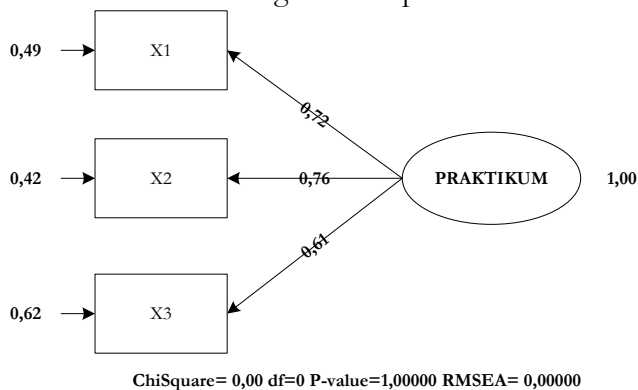 0,49
X1
0,72
0,42
X2
0,76
PRAKTIKUM
1,00
0,61
0,62
X3
ChiSquare= 0,00 df=0 P-value=1,00000 RMSEA= 0,00000